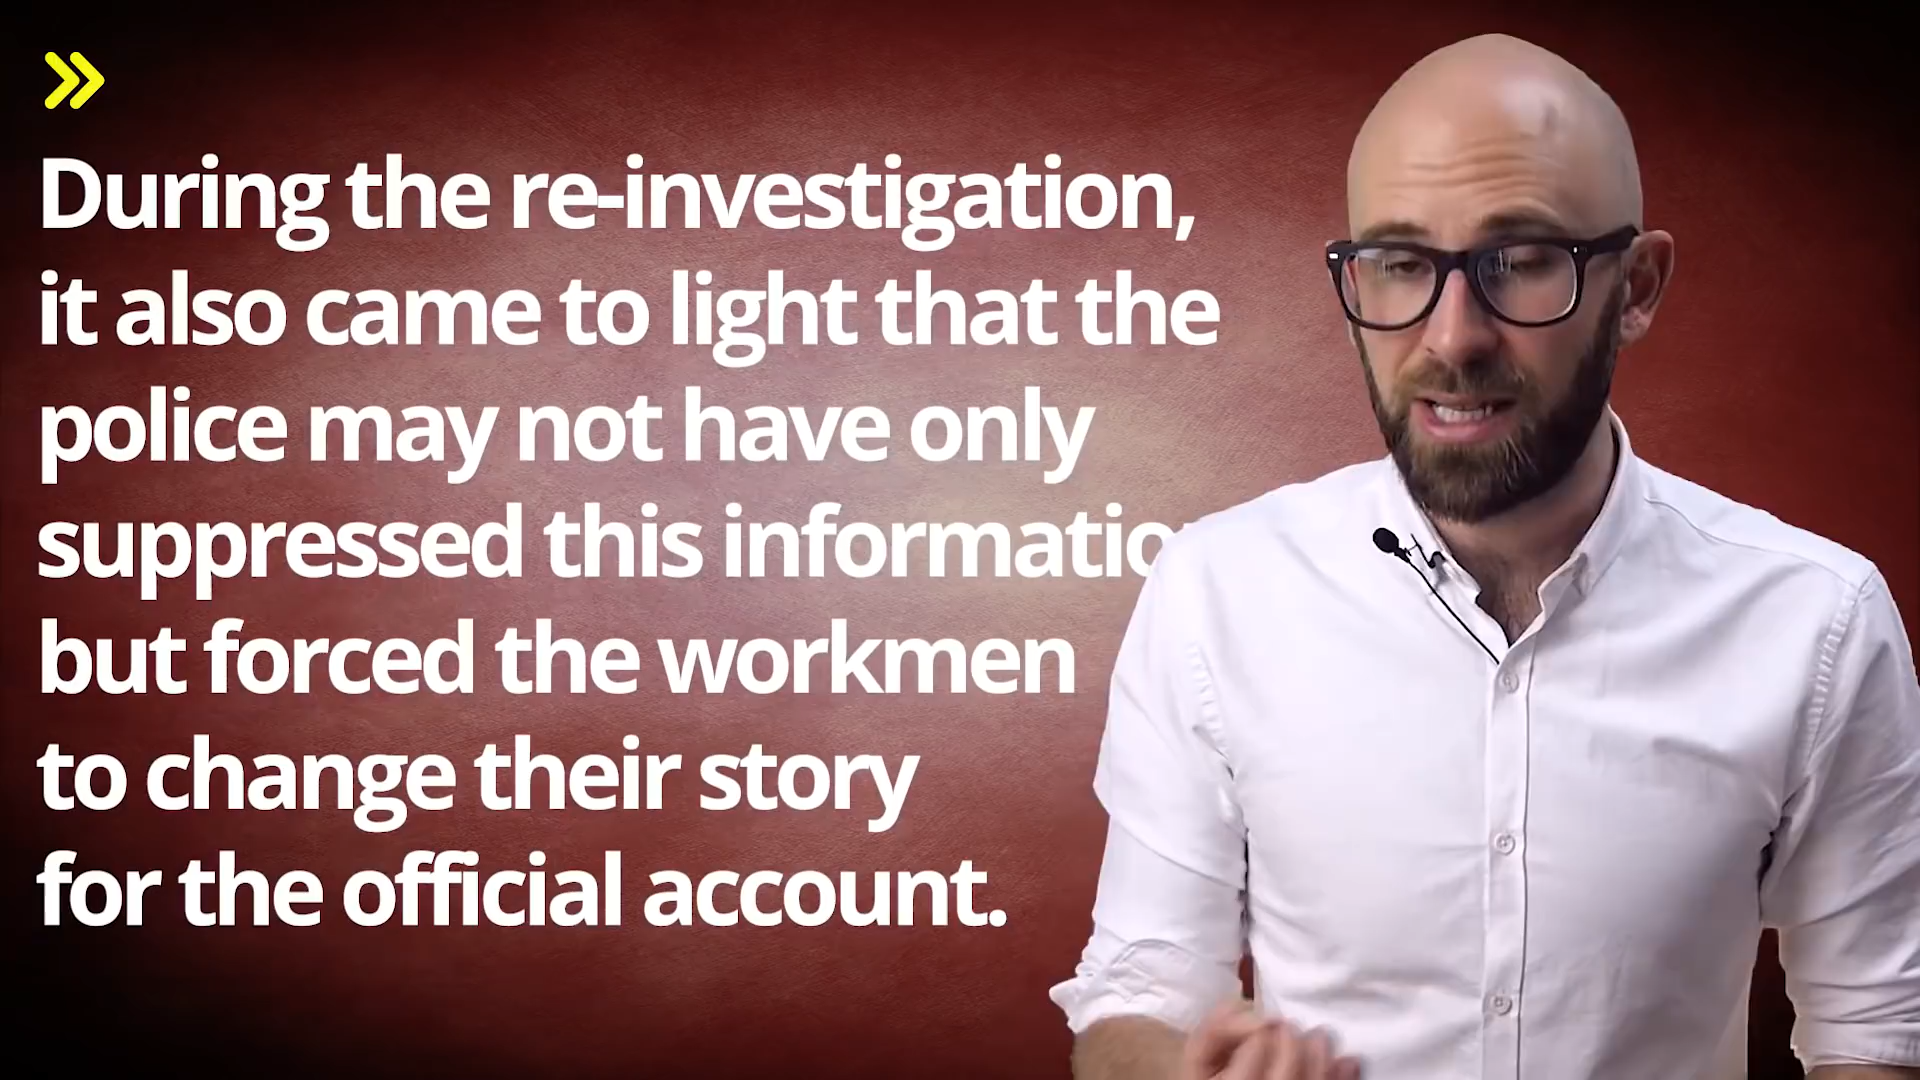 During the re-investigation,
it also came to light that the
police may not have only
suppressed this
but forced the workmen
to change their story
for the official account.